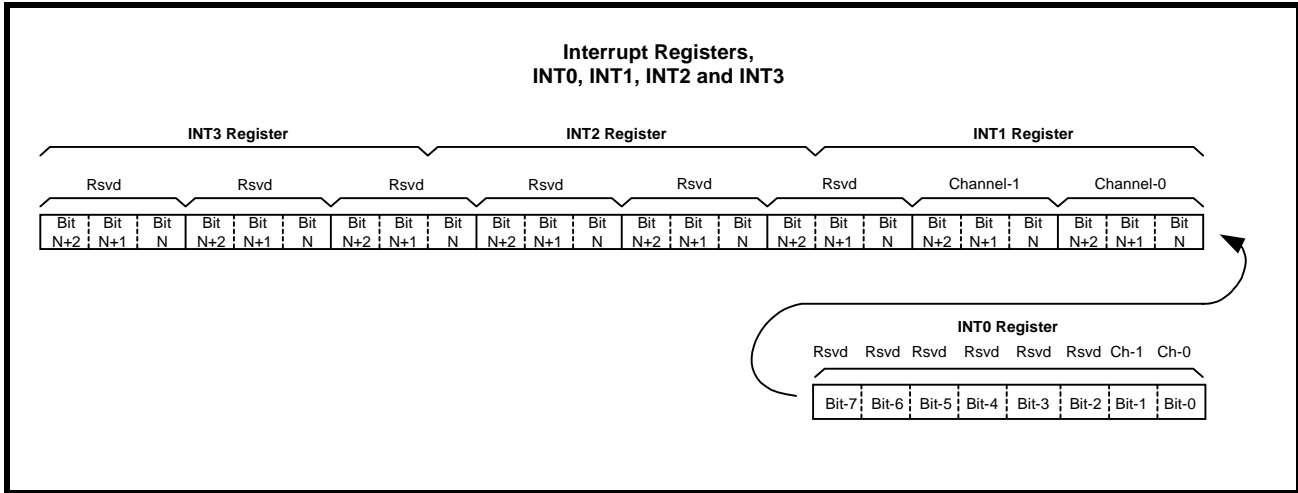 Interrupt Registers,
INT0, INT1, INT2 and INT3
INT3 Register INT2 Register INT1 Register
Rsvd Rsvd Rsvd Rsvd Rsvd Rsvd Channel-1 Channel-0
Bit Bit Bit Bit Bit Bit Bit Bit Bit Bit Bit Bit Bit Bit Bit Bit Bit Bit Bit Bit Bit Bit Bit Bit
N+2 N+1 N N+2 N+1 N N+2 N+1 N N+2 N+1 N N+2 N+1 N N+2 N+1 N N+2 N+1 N N+2 N+1 N
INT0 Register
Rsvd Rsvd Rsvd Rsvd Rsvd Rsvd Ch-1 Ch-0
Bit-7 Bit-6 Bit-5 Bit-4 Bit-3 Bit-2 Bit-1 Bit-0